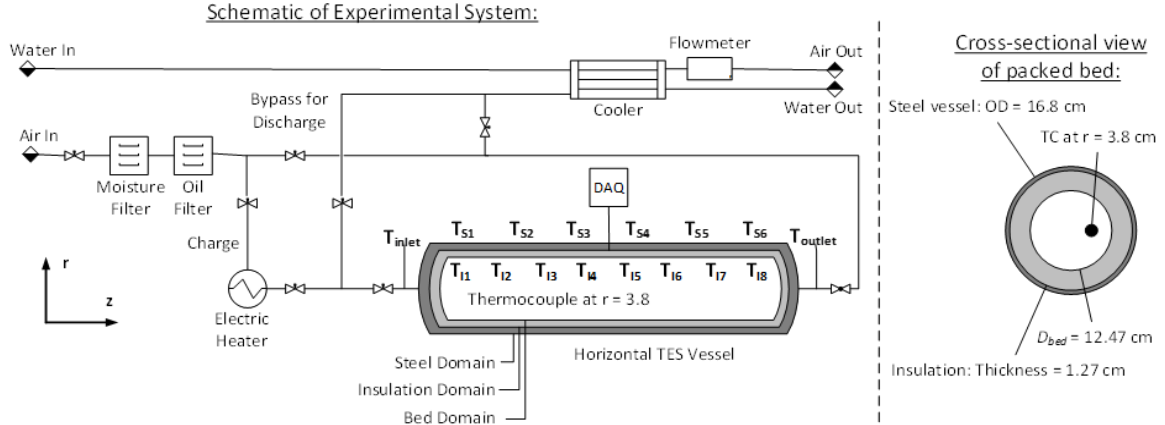 Schematic of Experimental System:
Water In
Flowmeter
Air Out
Cooler
Water Out
Bypass for
Discharge
Air In
Moisture
Filter
Oil
Filter
Charge
DAQ
T_inlet
T_S1 T_S2 T_S3 T_S4 T_S5 T_S6
T_outlet
T_I1 T_I2 T_I3 T_I4 T_I5 T_I6 T_I7 T_I8
Thermocouple at r = 3.8
r
z
Electric
Heater
Steel Domain
Insulation Domain
Bed Domain
Horizontal TES Vessel
Cross-sectional view
of packed bed:
Steel vessel: OD = 16.8 cm
TC at r = 3.8 cm
D_bed = 12.47 cm
Insulation: Thickness = 1.27 cm